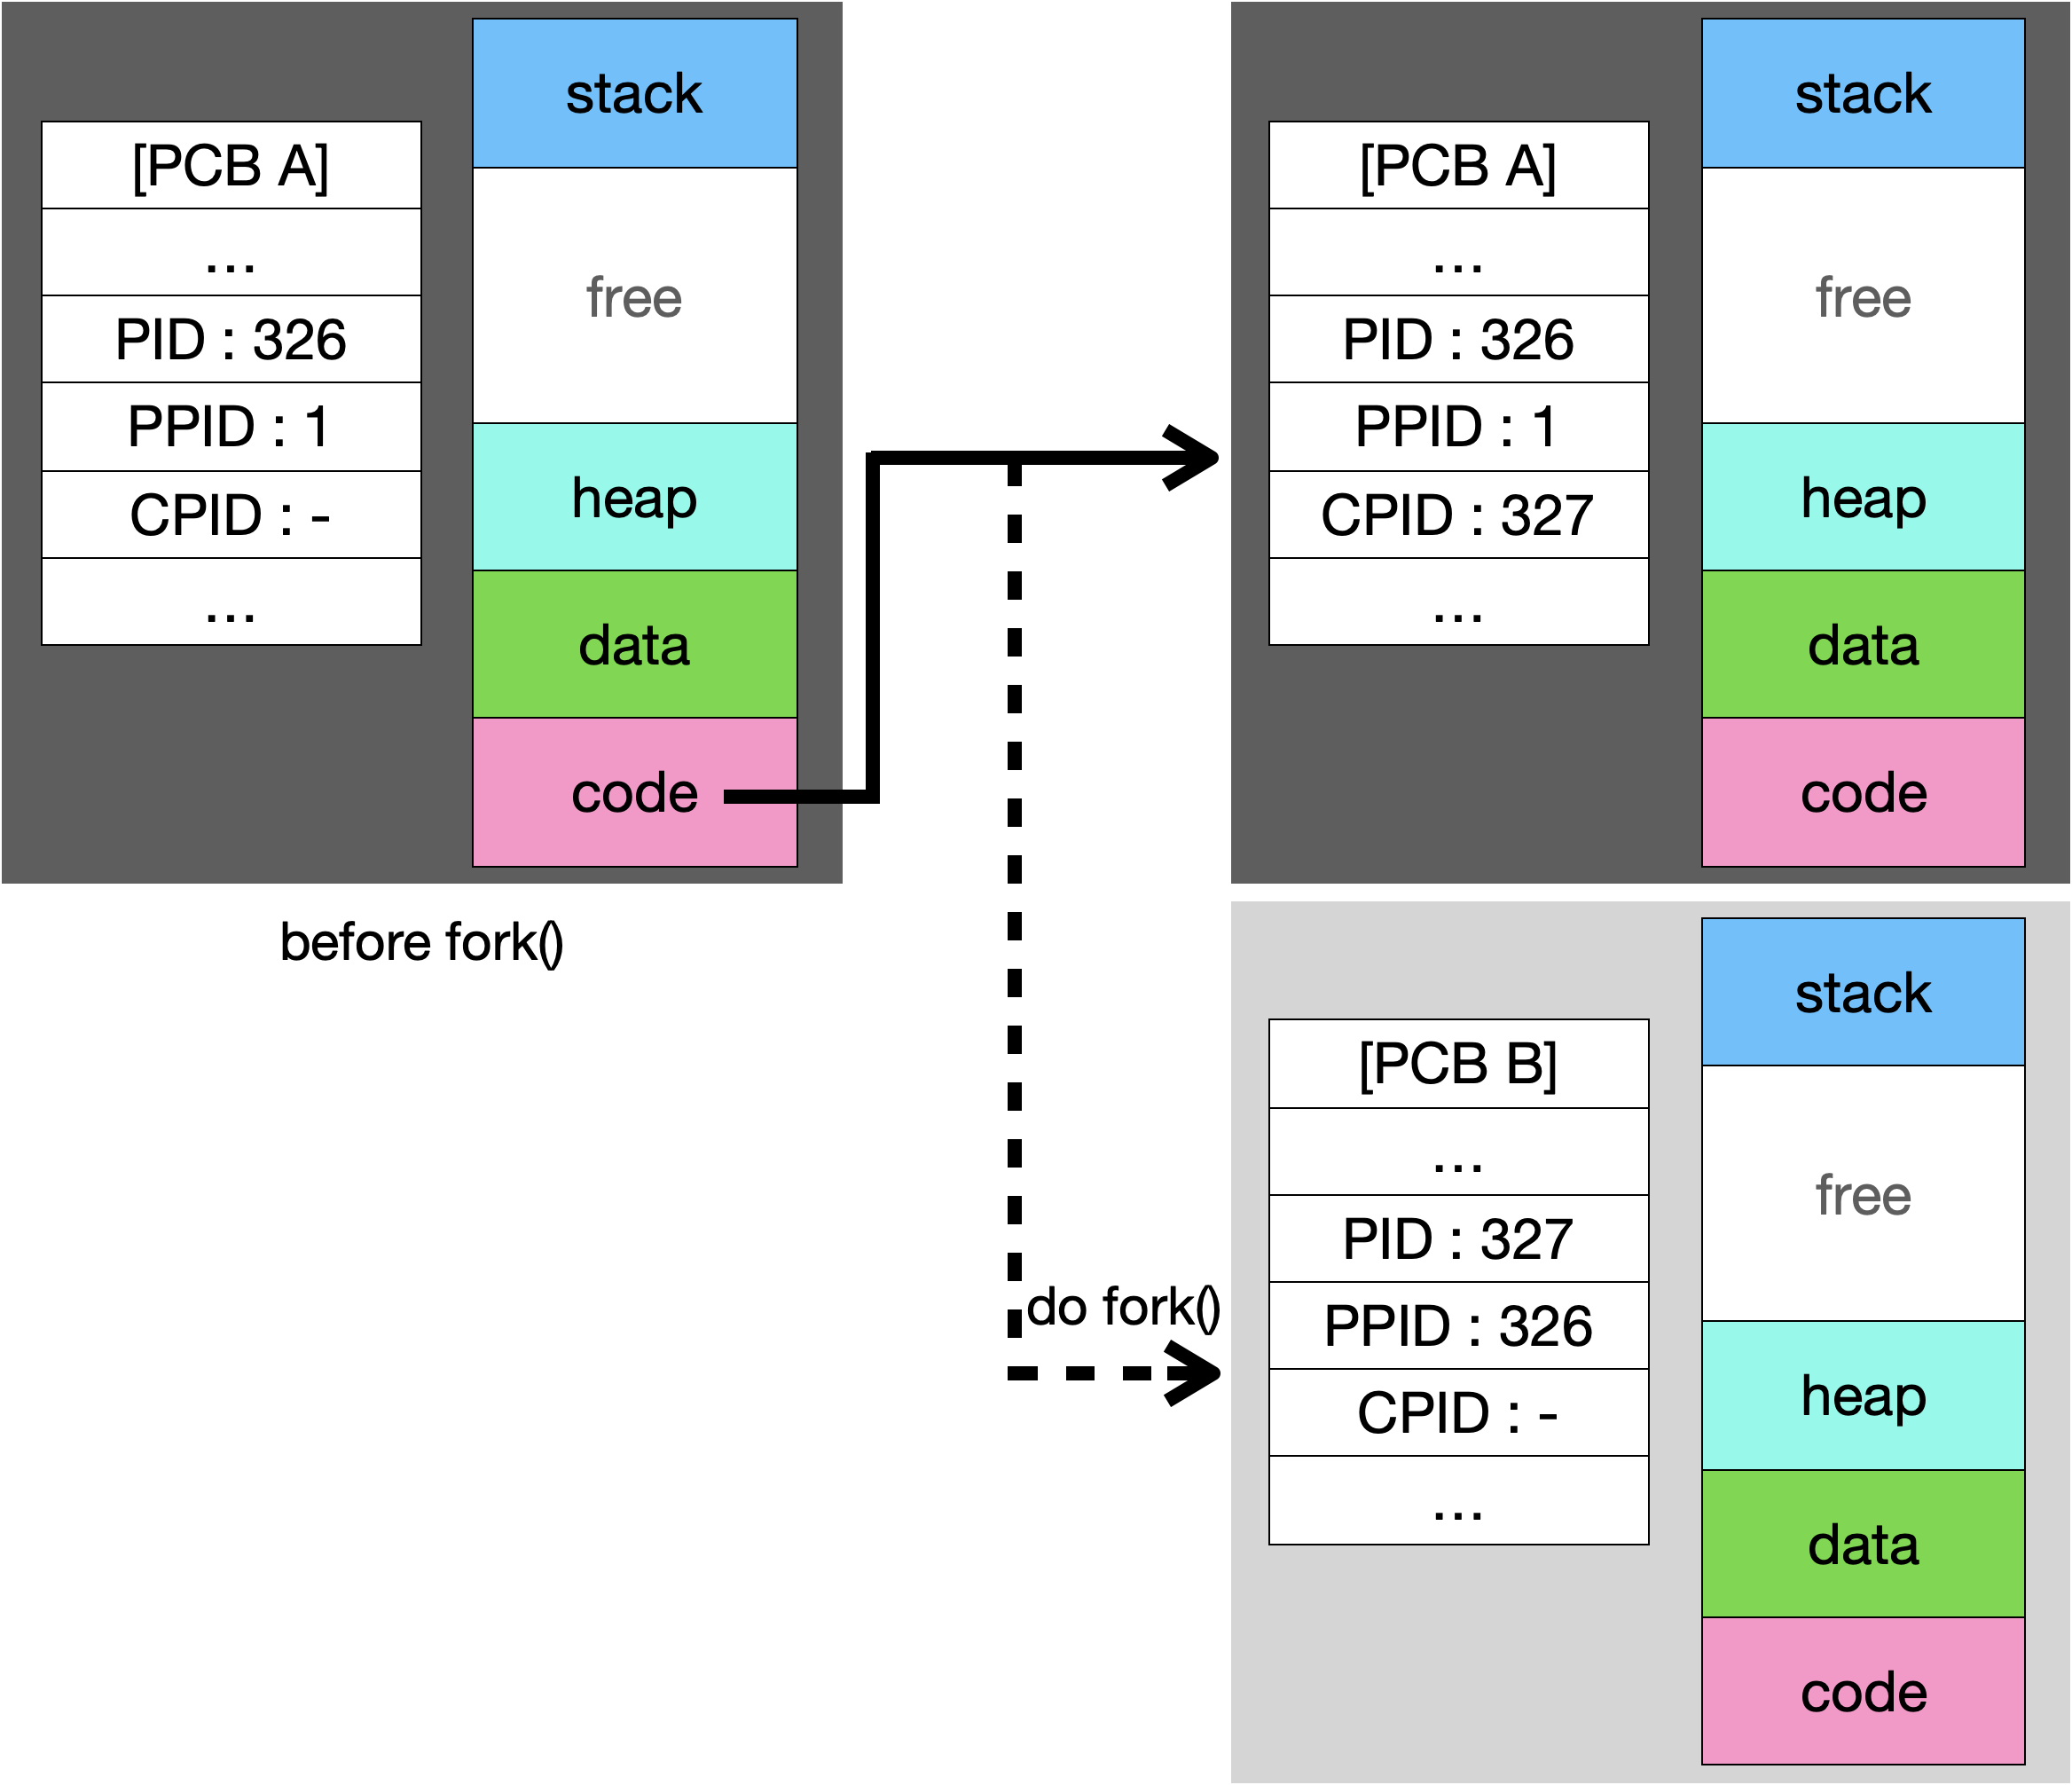 [PCB A]
...
PID : 326
PPID : 1
CPID : -
...
stack
free
heap
data
code
before fork()
[PCB A]
...
PID : 326
PPID : 1
CPID : 327
...
stack
free
heap
data
code
do fork()
[PCB B]
...
PID : 327
PPID : 326
CPID : -
...
stack
free
heap
data
code